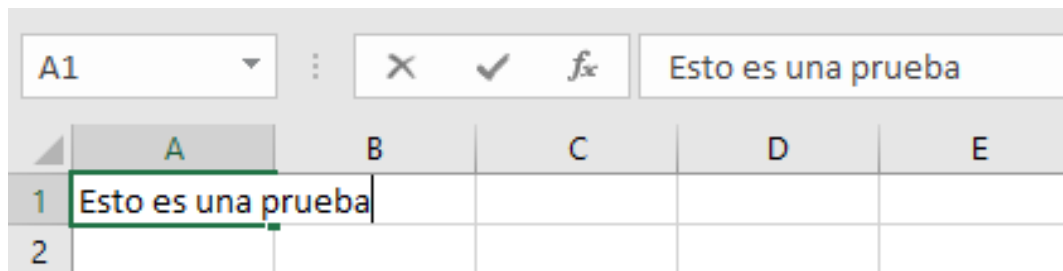 A1 fx Esto es una prueba
A B C D E
1 Esto es una prueba
2